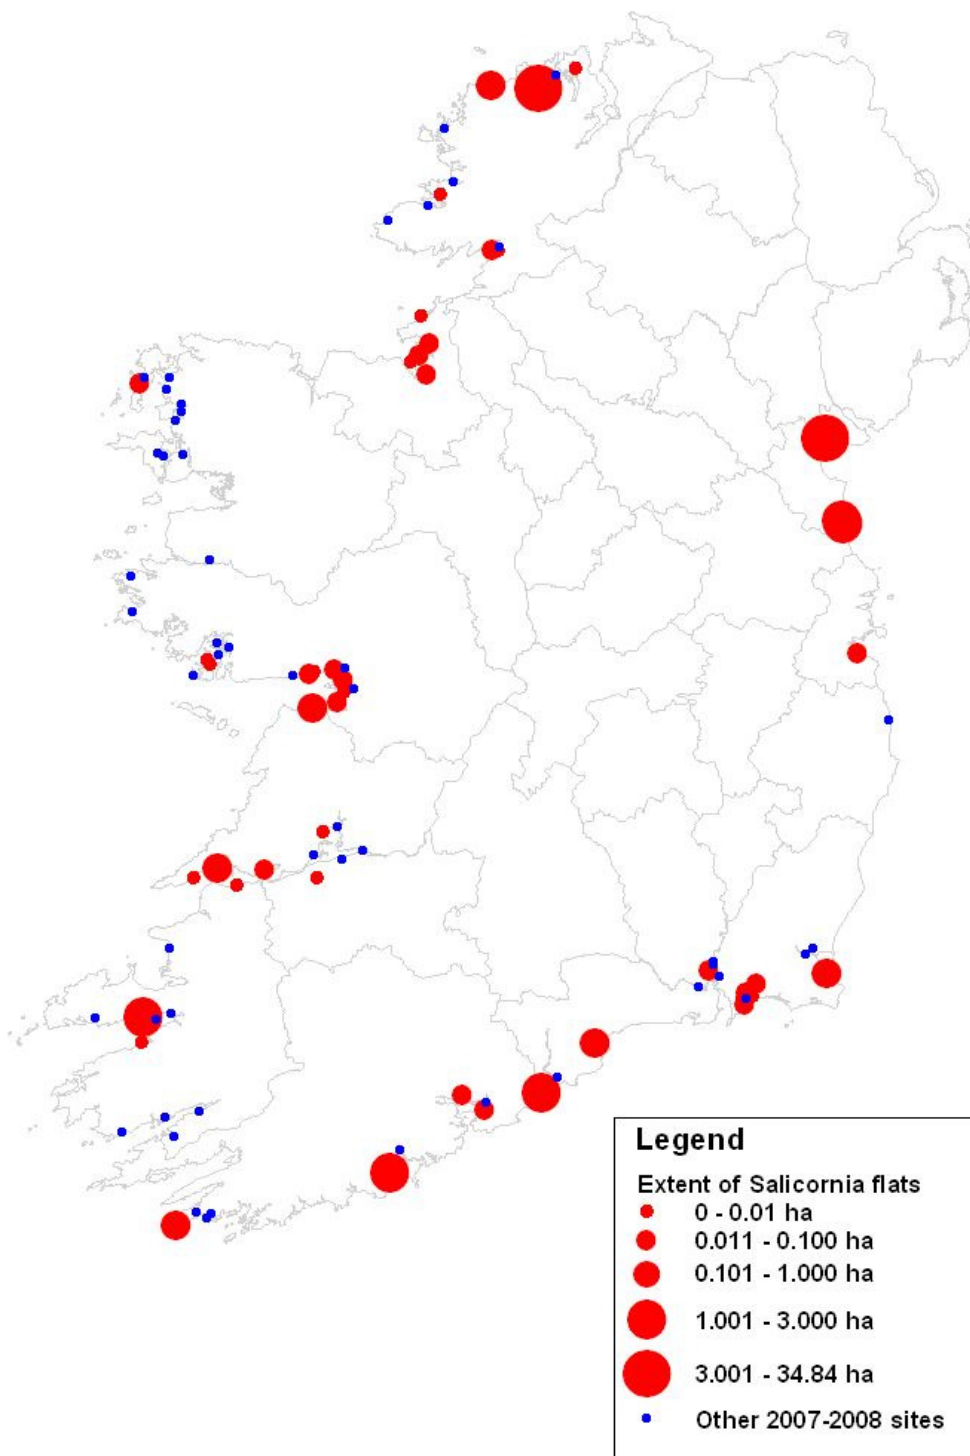 Legend
Extent of Salicornia flats
0 - 0.01 ha
0.011 - 0.100 ha
0.101 - 1.000 ha
1.001 - 3.000 ha
3.001 - 34.84 ha
Other 2007-2008 sites